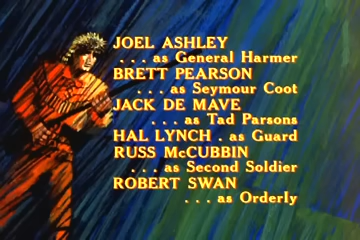 JOEL ASHLEY
. . . as General Harmer
BRETT PEARSON
. . . as Seymour Coot
JACK DE MAVE
. . . as Tad Parsons
HAL LYNCH . as Guard
RUSS McCUBBIN
. . . as Second Soldier
ROBERT SWAN
. . . as Orderly